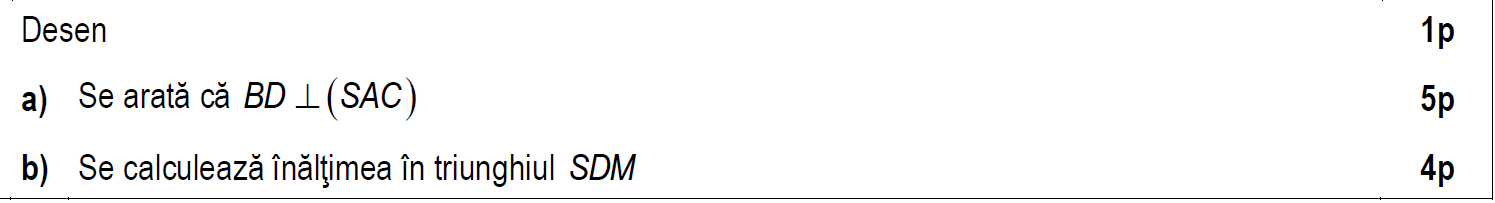 Desen 1p
a) Se arată că BD ⊥ (SAC) 5p
b) Se calculează înălţimea în triunghiul SDM 4p